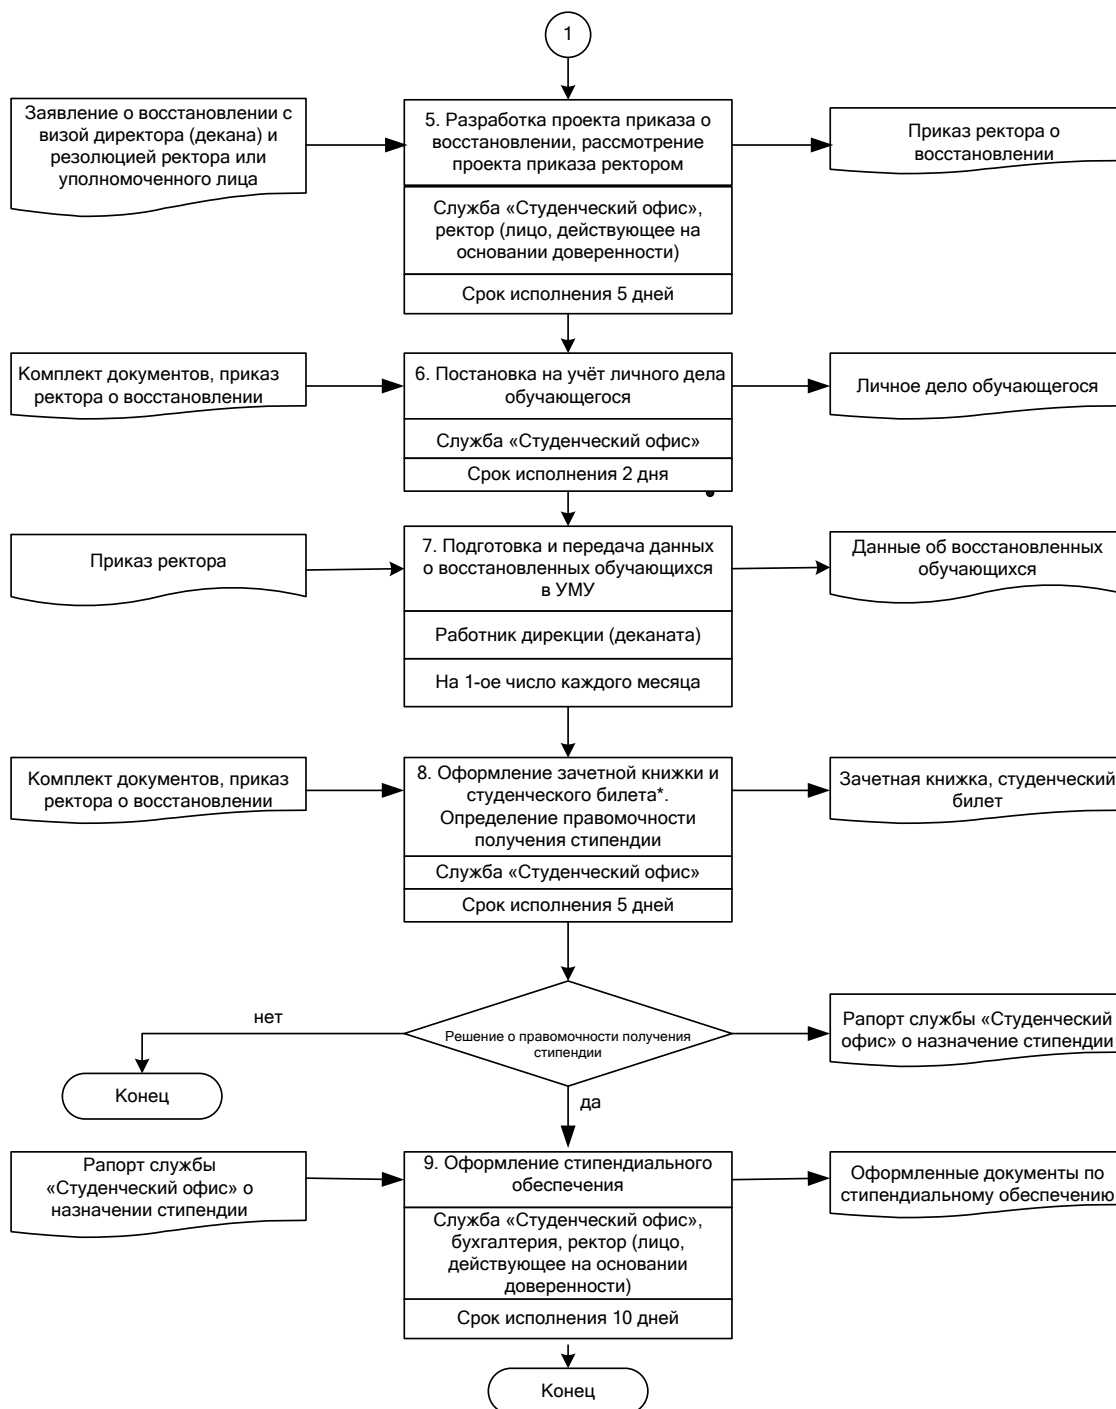 1
Заявление о восстановлении с
визой директора (декана) и
резолюцией ректора или
уполномоченного лица
5. Разработка проекта приказа о
восстановлении, рассмотрение
проекта приказа ректором
Служба «Студенческий офис»,
ректор (лицо, действующее на
основании доверенности)
Срок исполнения 5 дней
Приказ ректора о
восстановлении
Комплект документов, приказ
ректора о восстановлении
6. Постановка на учёт личного дела
обучающегося
Служба «Студенческий офис»
Срок исполнения 2 дня
Личное дело обучающегося
Приказ ректора
7. Подготовка и передача данных
о восстановленных обучающихся
в УМУ
Работник дирекции (деканата)
На 1-ое число каждого месяца
Данные об восстановленных
обучающихся
Комплект документов, приказ
ректора о восстановлении
8. Оформление зачетной книжки и
студенческого билета*.
Определение правомочности
получения стипендии
Служба «Студенческий офис»
Срок исполнения 5 дней
Зачетная книжка, студенческий
билет
нет
Решение о правомочности получения
стипендии
Рапорт службы «Студенческий
офис» о назначение стипендии
Конец
да
Рапорт службы
«Студенческий офис» о
назначении стипендии
9. Оформление стипендиального
обеспечения
Служба «Студенческий офис»,
бухгалтерия, ректор (лицо,
действующее на основании
доверенности)
Срок исполнения 10 дней
Оформленные документы по
стипендиальному обеспечению
Конец